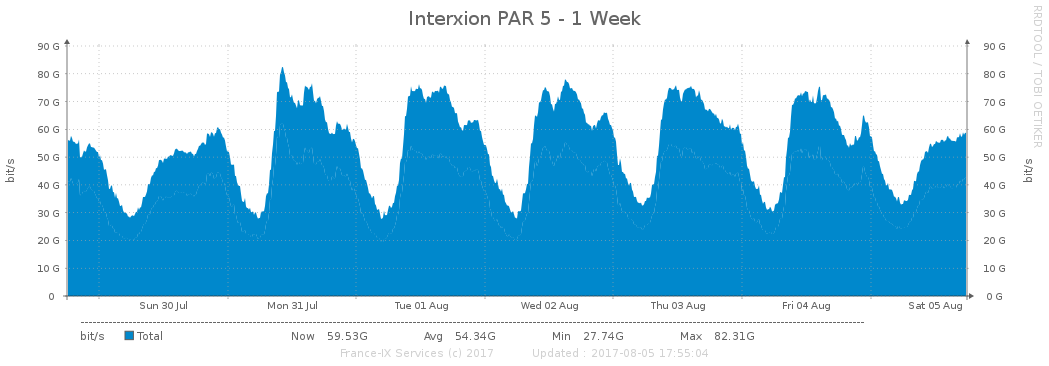 Interxion PAR 5 - 1 Week
RRDTOOL / TOBI OETIKER
90 G 90 G
80 G 80 G
70 G 70 G
60 G 60 G
50 G 50 G
40 G 40 G
30 G 30 G
20 G 20 G
10 G 10 G
0 0 G
bit/s
bit/s
Sun 30 Jul Mon 31 Jul Tue 01 Aug Wed 02 Aug Thu 03 Aug Fri 04 Aug Sat 05 Aug
bit/s Total Now 59.53G Avg 54.34G Min 27.74G Max 82.31G
France-IX Services (c) 2017 Updated : 2017-08-05 17:55:04